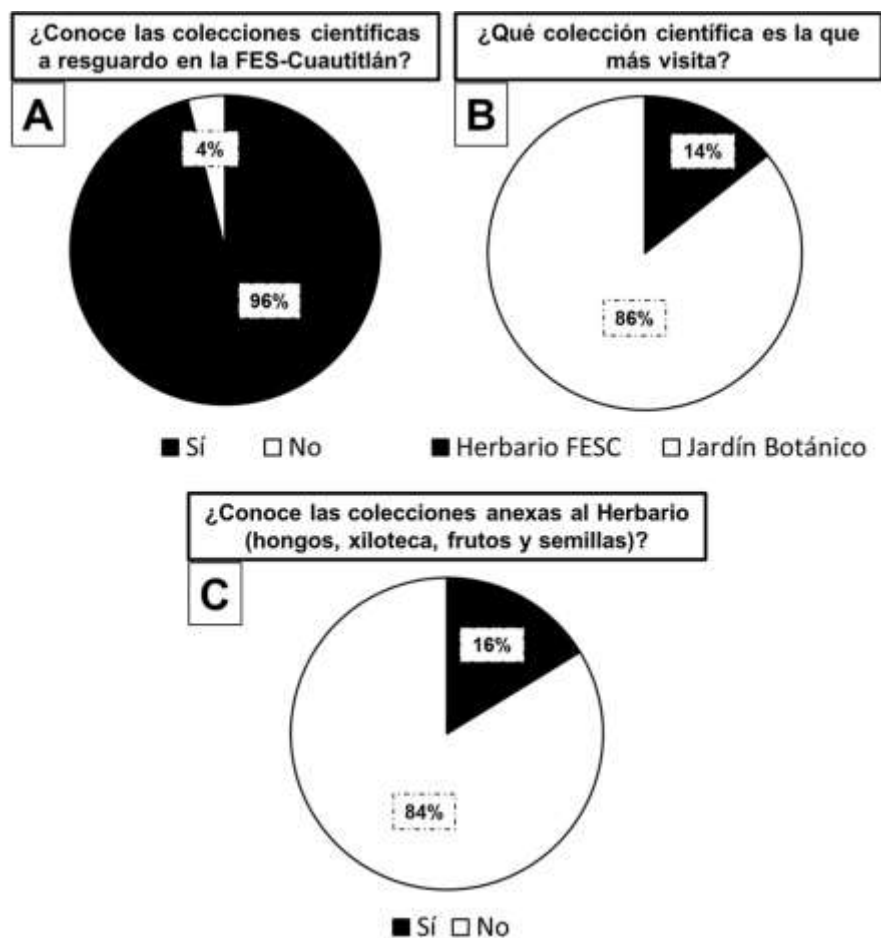 ¿Conoce las colecciones científicas
a resguardo en la FES-Cuautitlán?
A
4%
96%
■ Sí □ No
¿Qué colección científica es la que
más visita?
B
14%
86%
■ Herbario FESC □ Jardín Botánico
¿Conoce las colecciones anexas al Herbario
(hongos, xiloteca, frutos y semillas)?
C
16%
84%
■ Sí □ No